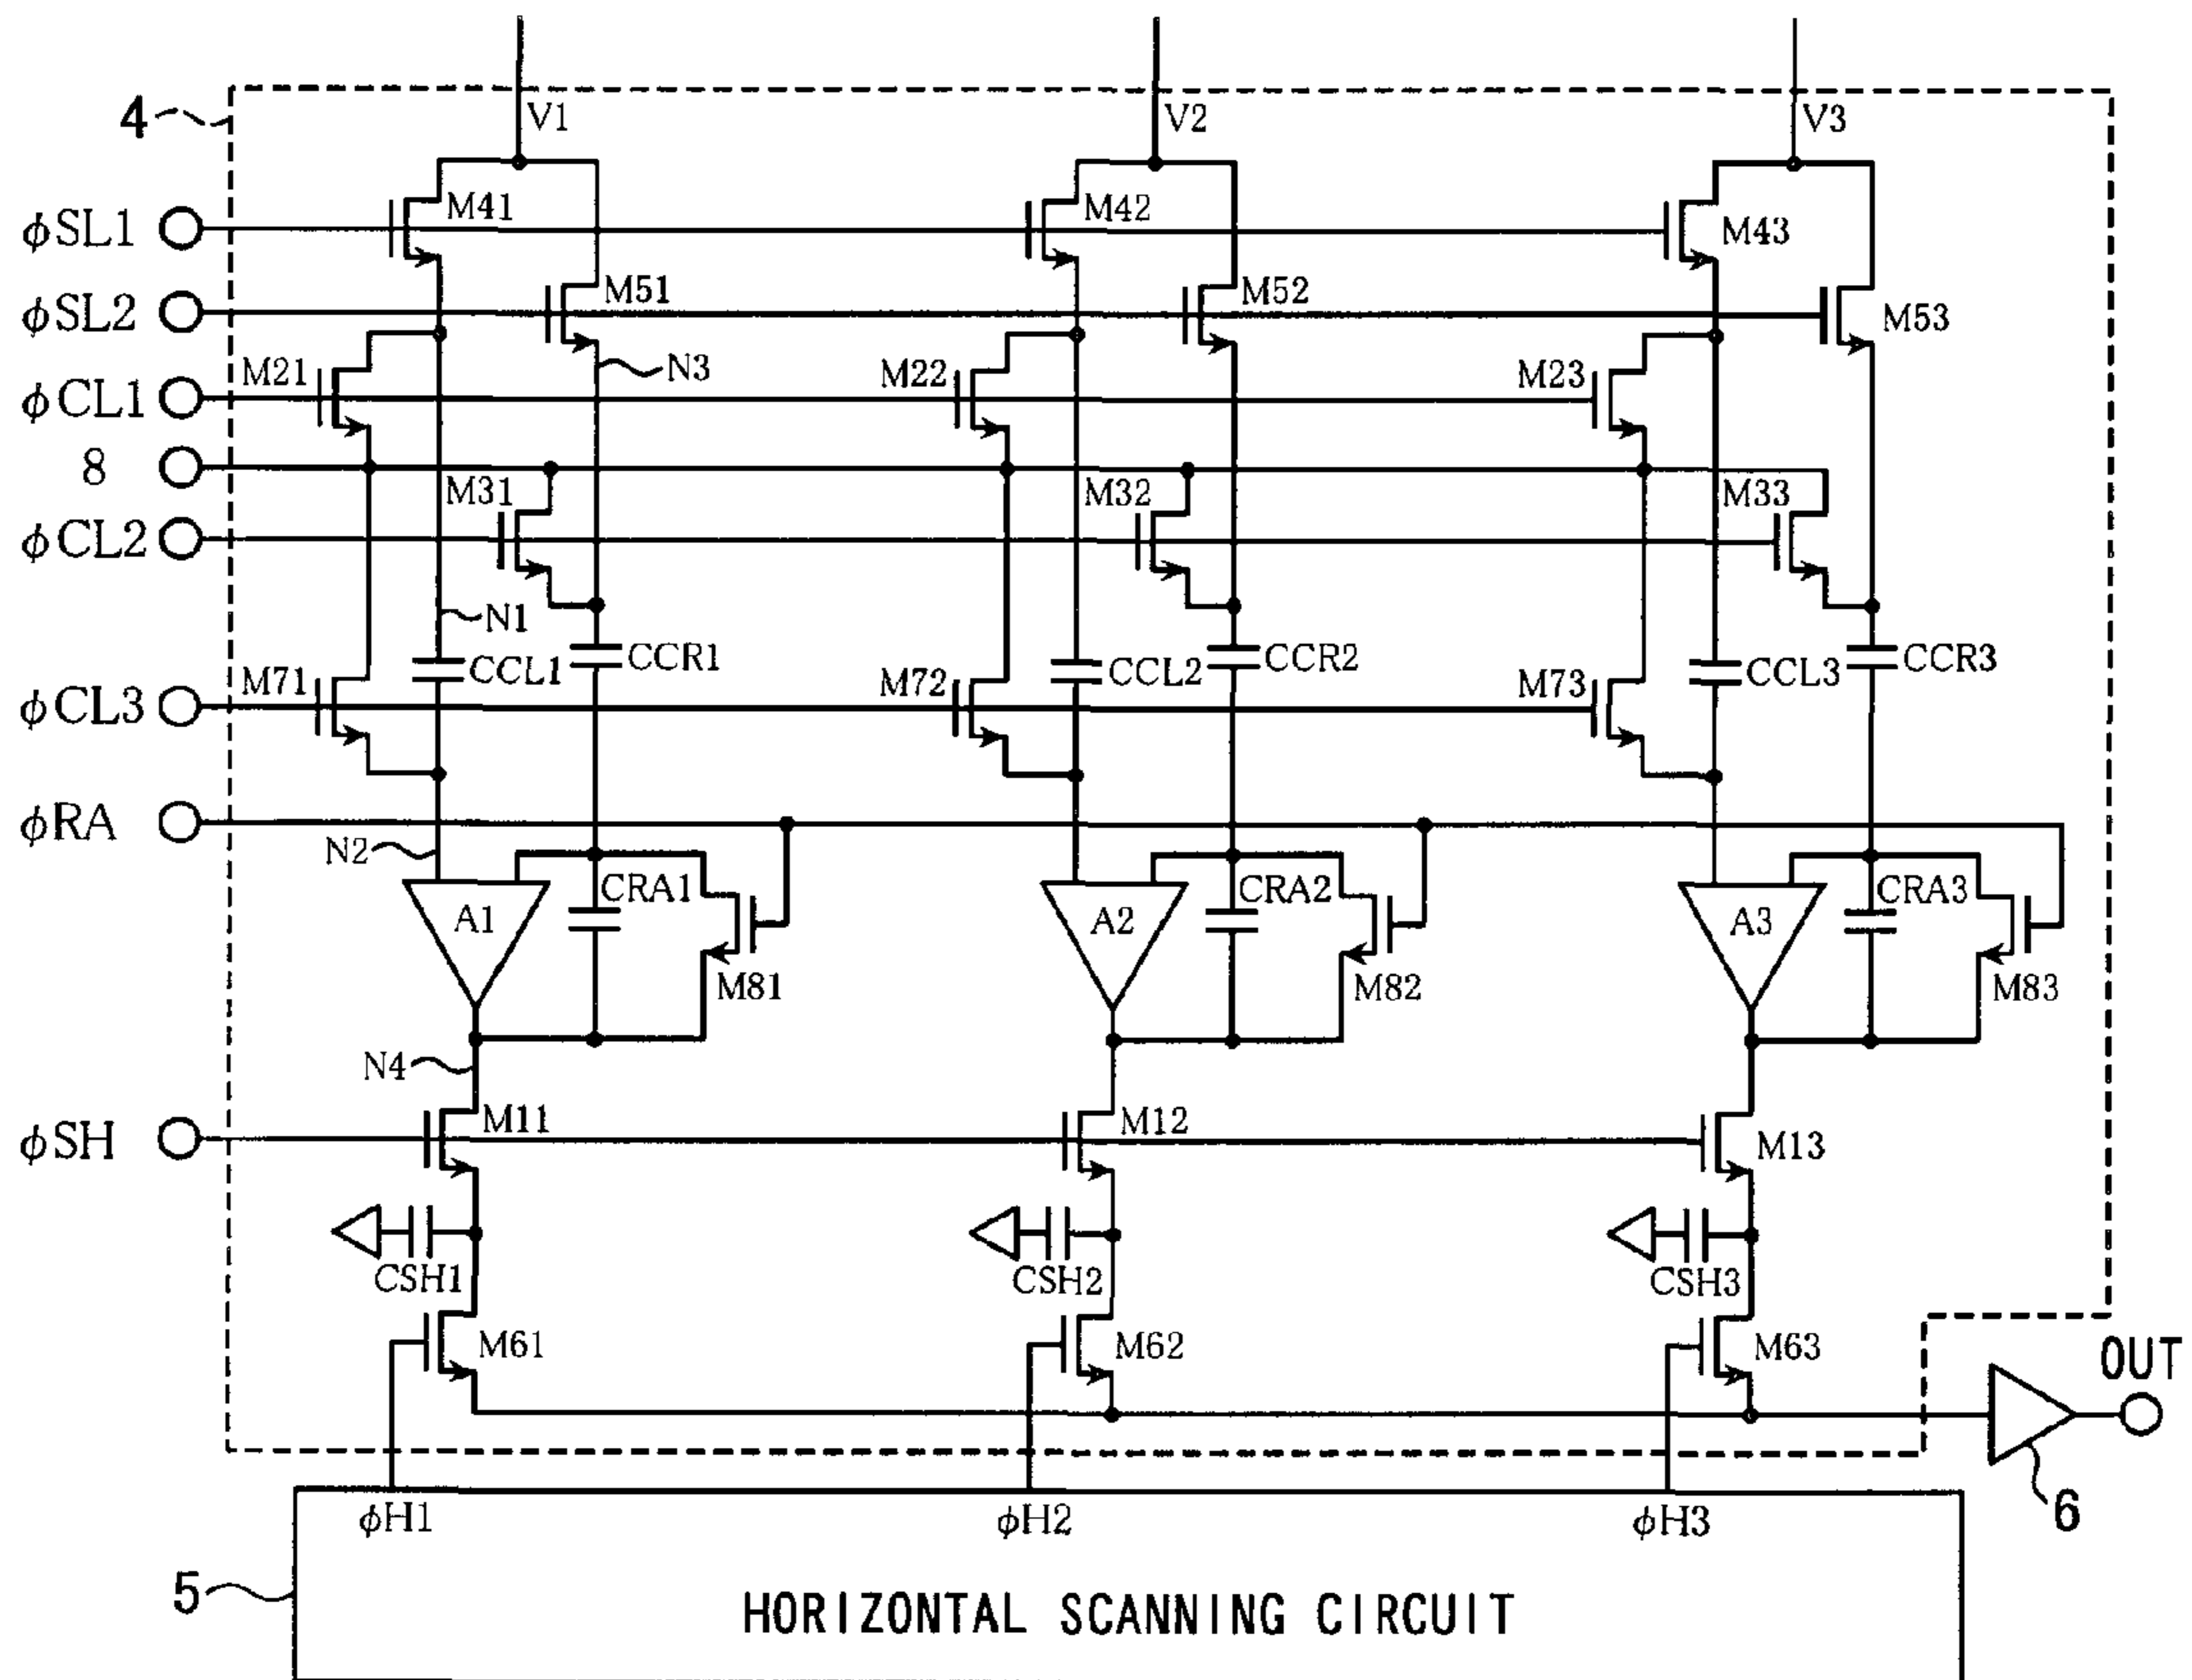 V1 V2 V3
4
φSL1 M41 M42 M43
φSL2 M51 M52 M53
N3
φCL1 M21 M22 M23
8
M31 M32 M33
φCL2
N1
CCL1 CCR1 CCL2 CCR2 CCL3 CCR3
φCL3 M71 M72 M73
φRA
N2
A1 CRA1 A2 CRA2 A3 CRA3
M81 M82 M83
N4
φSH M11 M12 M13
CSH1 CSH2 CSH3
M61 M62 M63 OUT
6
φH1 φH2 φH3
5
HORIZONTAL SCANNING CIRCUIT